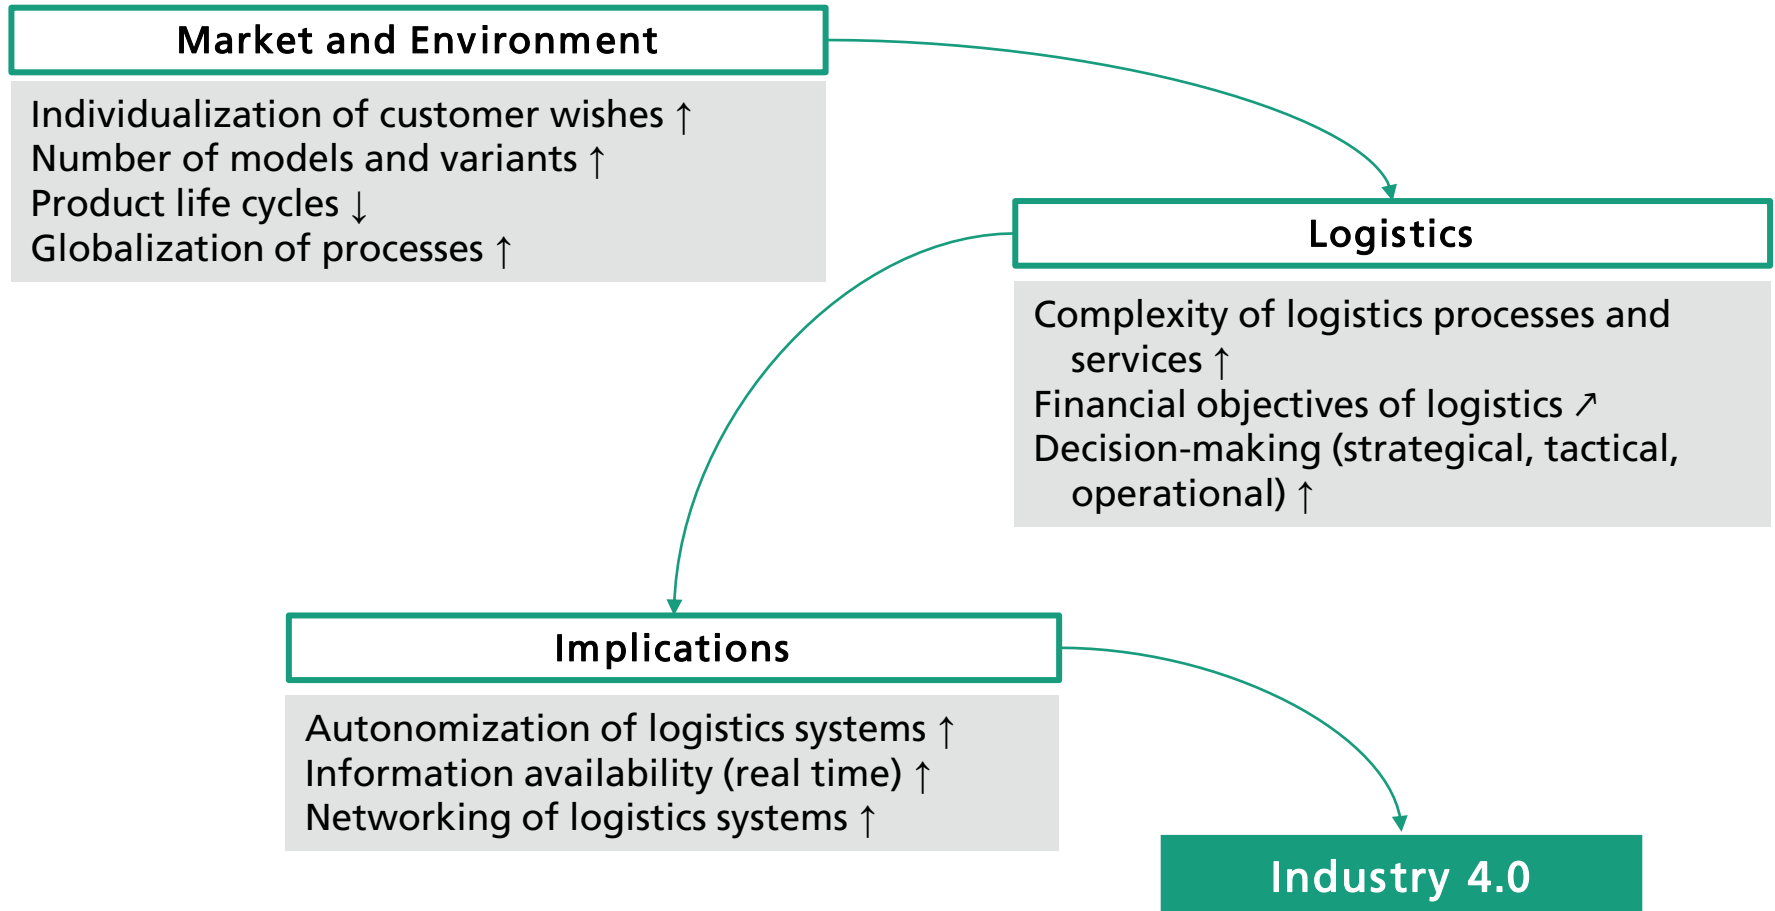 Market and Environment
Individualization of customer wishes ↑
Number of models and variants ↑
Product life cycles ↓
Globalization of processes ↑
Logistics
Complexity of logistics processes and
services ↑
Financial objectives of logistics ↗
Decision-making (strategical, tactical,
operational) ↑
Implications
Autonomization of logistics systems ↑
Information availability (real time) ↑
Networking of logistics systems ↑
Industry 4.0